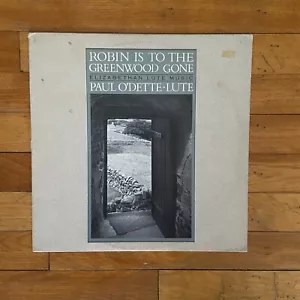 ROBIN IS TO THE
GREENWOOD GONE
ELIZABETHAN LUTE MUSIC
PAUL O'DETTE-LUTE